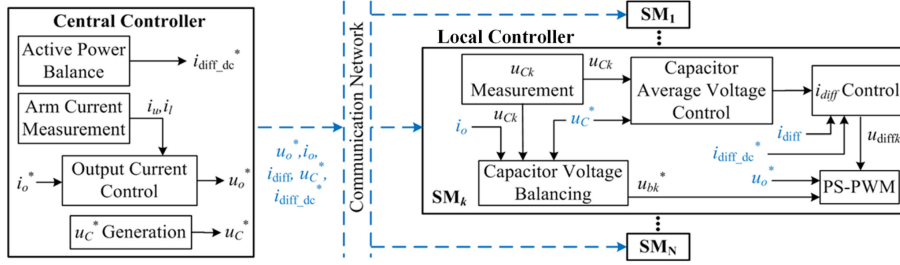 Central Controller
Active Power
Balance
i_diff_dc*
Arm Current
Measurement
i_u,i_l
i_o*
Output Current
Control
u_o*
u_C* Generation
u_C*
u_o*,i_o,
i_diff, u_C*,
i_diff_dc*
Communication Network
SM_1
Local Controller
u_Ck
Measurement
u_Ck
Capacitor
Average Voltage
Control
i_diff Control
u_Ck
i_o
u_C*
i_diff
i_diff_dc*
u_diffk
Capacitor Voltage
Balancing
u_bk*
u_o*
PS-PWM
SM_k
SM_N